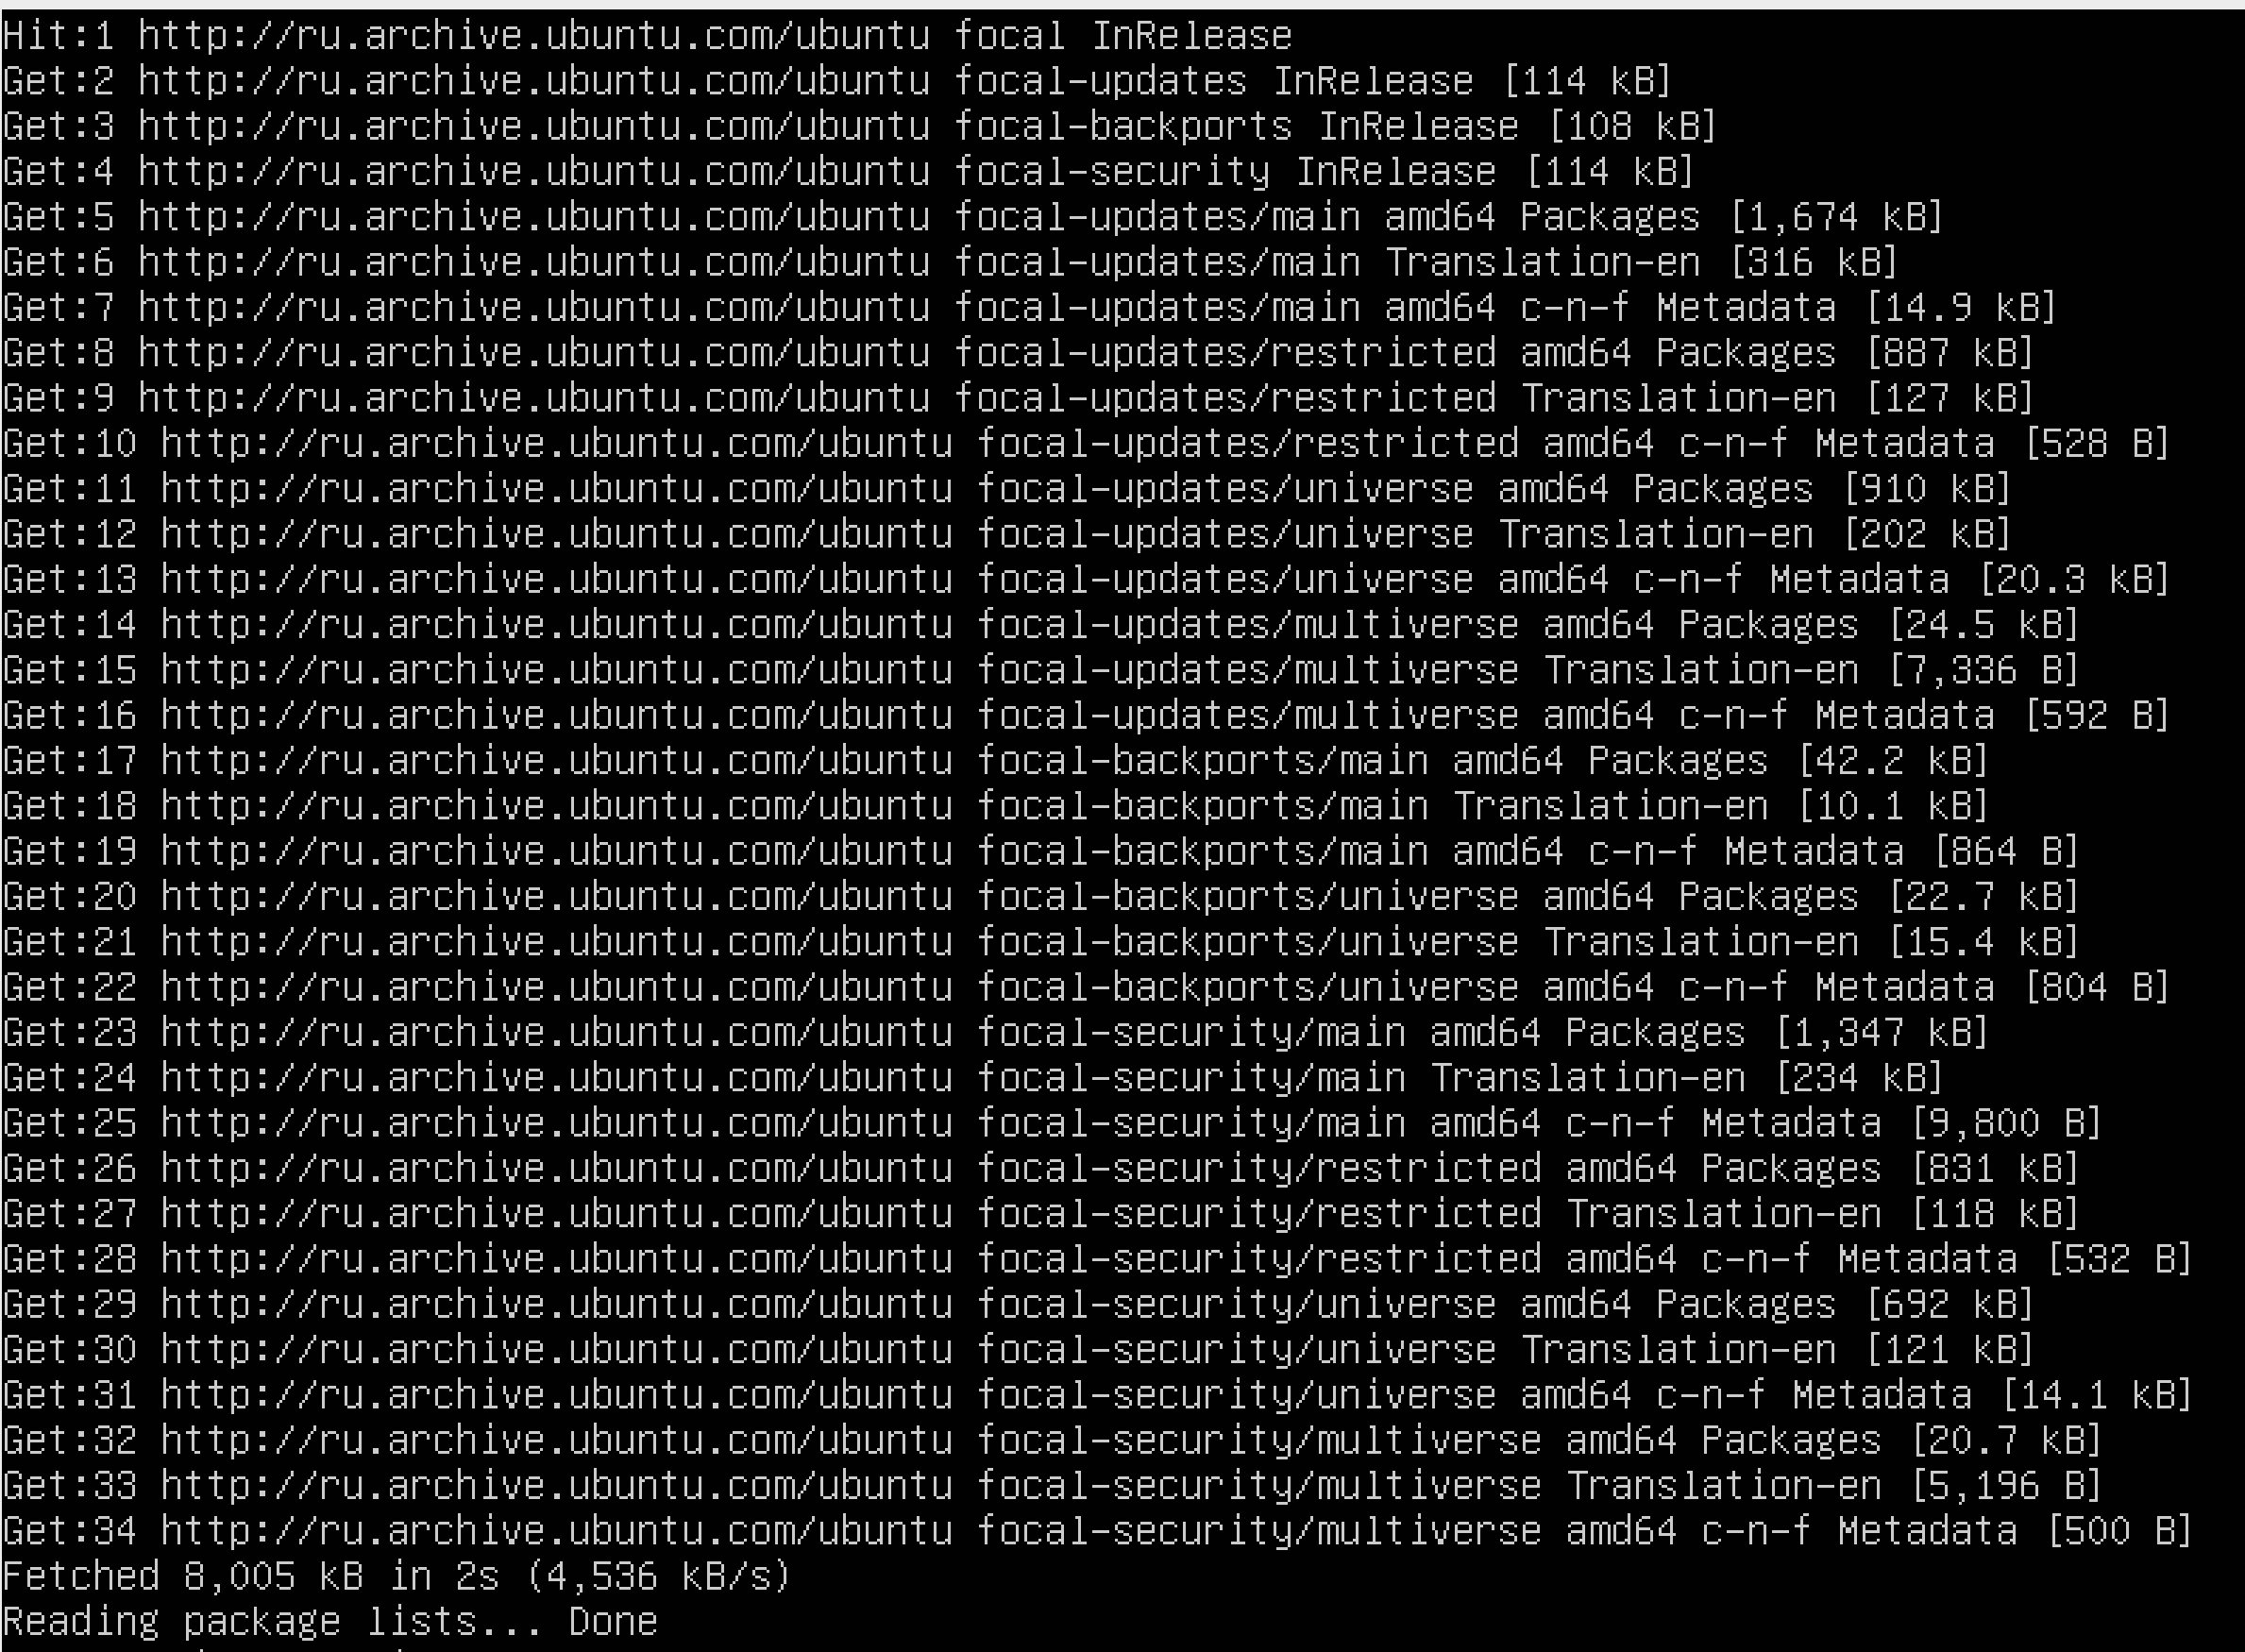 Hit:1 http://ru.archive.ubuntu.com/ubuntu focal InRelease
Get:2 http://ru.archive.ubuntu.com/ubuntu focal-updates InRelease [114 kB]
Get:3 http://ru.archive.ubuntu.com/ubuntu focal-backports InRelease [108 kB]
Get:4 http://ru.archive.ubuntu.com/ubuntu focal-security InRelease [114 kB]
Get:5 http://ru.archive.ubuntu.com/ubuntu focal-updates/main amd64 Packages [1,674 kB]
Get:6 http://ru.archive.ubuntu.com/ubuntu focal-updates/main Translation-en [316 kB]
Get:7 http://ru.archive.ubuntu.com/ubuntu focal-updates/main amd64 c-n-f Metadata [14.9 kB]
Get:8 http://ru.archive.ubuntu.com/ubuntu focal-updates/restricted amd64 Packages [887 kB]
Get:9 http://ru.archive.ubuntu.com/ubuntu focal-updates/restricted Translation-en [127 kB]
Get:10 http://ru.archive.ubuntu.com/ubuntu focal-updates/restricted amd64 c-n-f Metadata [528 B]
Get:11 http://ru.archive.ubuntu.com/ubuntu focal-updates/universe amd64 Packages [910 kB]
Get:12 http://ru.archive.ubuntu.com/ubuntu focal-updates/universe Translation-en [202 kB]
Get:13 http://ru.archive.ubuntu.com/ubuntu focal-updates/universe amd64 c-n-f Metadata [20.3 kB]
Get:14 http://ru.archive.ubuntu.com/ubuntu focal-updates/multiverse amd64 Packages [24.5 kB]
Get:15 http://ru.archive.ubuntu.com/ubuntu focal-updates/multiverse Translation-en [7,336 B]
Get:16 http://ru.archive.ubuntu.com/ubuntu focal-updates/multiverse amd64 c-n-f Metadata [592 B]
Get:17 http://ru.archive.ubuntu.com/ubuntu focal-backports/main amd64 Packages [42.2 kB]
Get:18 http://ru.archive.ubuntu.com/ubuntu focal-backports/main Translation-en [10.1 kB]
Get:19 http://ru.archive.ubuntu.com/ubuntu focal-backports/main amd64 c-n-f Metadata [864 B]
Get:20 http://ru.archive.ubuntu.com/ubuntu focal-backports/universe amd64 Packages [22.7 kB]
Get:21 http://ru.archive.ubuntu.com/ubuntu focal-backports/universe Translation-en [15.4 kB]
Get:22 http://ru.archive.ubuntu.com/ubuntu focal-backports/universe amd64 c-n-f Metadata [804 B]
Get:23 http://ru.archive.ubuntu.com/ubuntu focal-security/main amd64 Packages [1,347 kB]
Get:24 http://ru.archive.ubuntu.com/ubuntu focal-security/main Translation-en [234 kB]
Get:25 http://ru.archive.ubuntu.com/ubuntu focal-security/main amd64 c-n-f Metadata [9,800 B]
Get:26 http://ru.archive.ubuntu.com/ubuntu focal-security/restricted amd64 Packages [831 kB]
Get:27 http://ru.archive.ubuntu.com/ubuntu focal-security/restricted Translation-en [118 kB]
Get:28 http://ru.archive.ubuntu.com/ubuntu focal-security/restricted amd64 c-n-f Metadata [532 B]
Get:29 http://ru.archive.ubuntu.com/ubuntu focal-security/universe amd64 Packages [692 kB]
Get:30 http://ru.archive.ubuntu.com/ubuntu focal-security/universe Translation-en [121 kB]
Get:31 http://ru.archive.ubuntu.com/ubuntu focal-security/universe amd64 c-n-f Metadata [14.1 kB]
Get:32 http://ru.archive.ubuntu.com/ubuntu focal-security/multiverse amd64 Packages [20.7 kB]
Get:33 http://ru.archive.ubuntu.com/ubuntu focal-security/multiverse Translation-en [5,196 B]
Get:34 http://ru.archive.ubuntu.com/ubuntu focal-security/multiverse amd64 c-n-f Metadata [500 B]
Fetched 8,005 kB in 2s (4,536 kB/s)
Reading package lists... Done